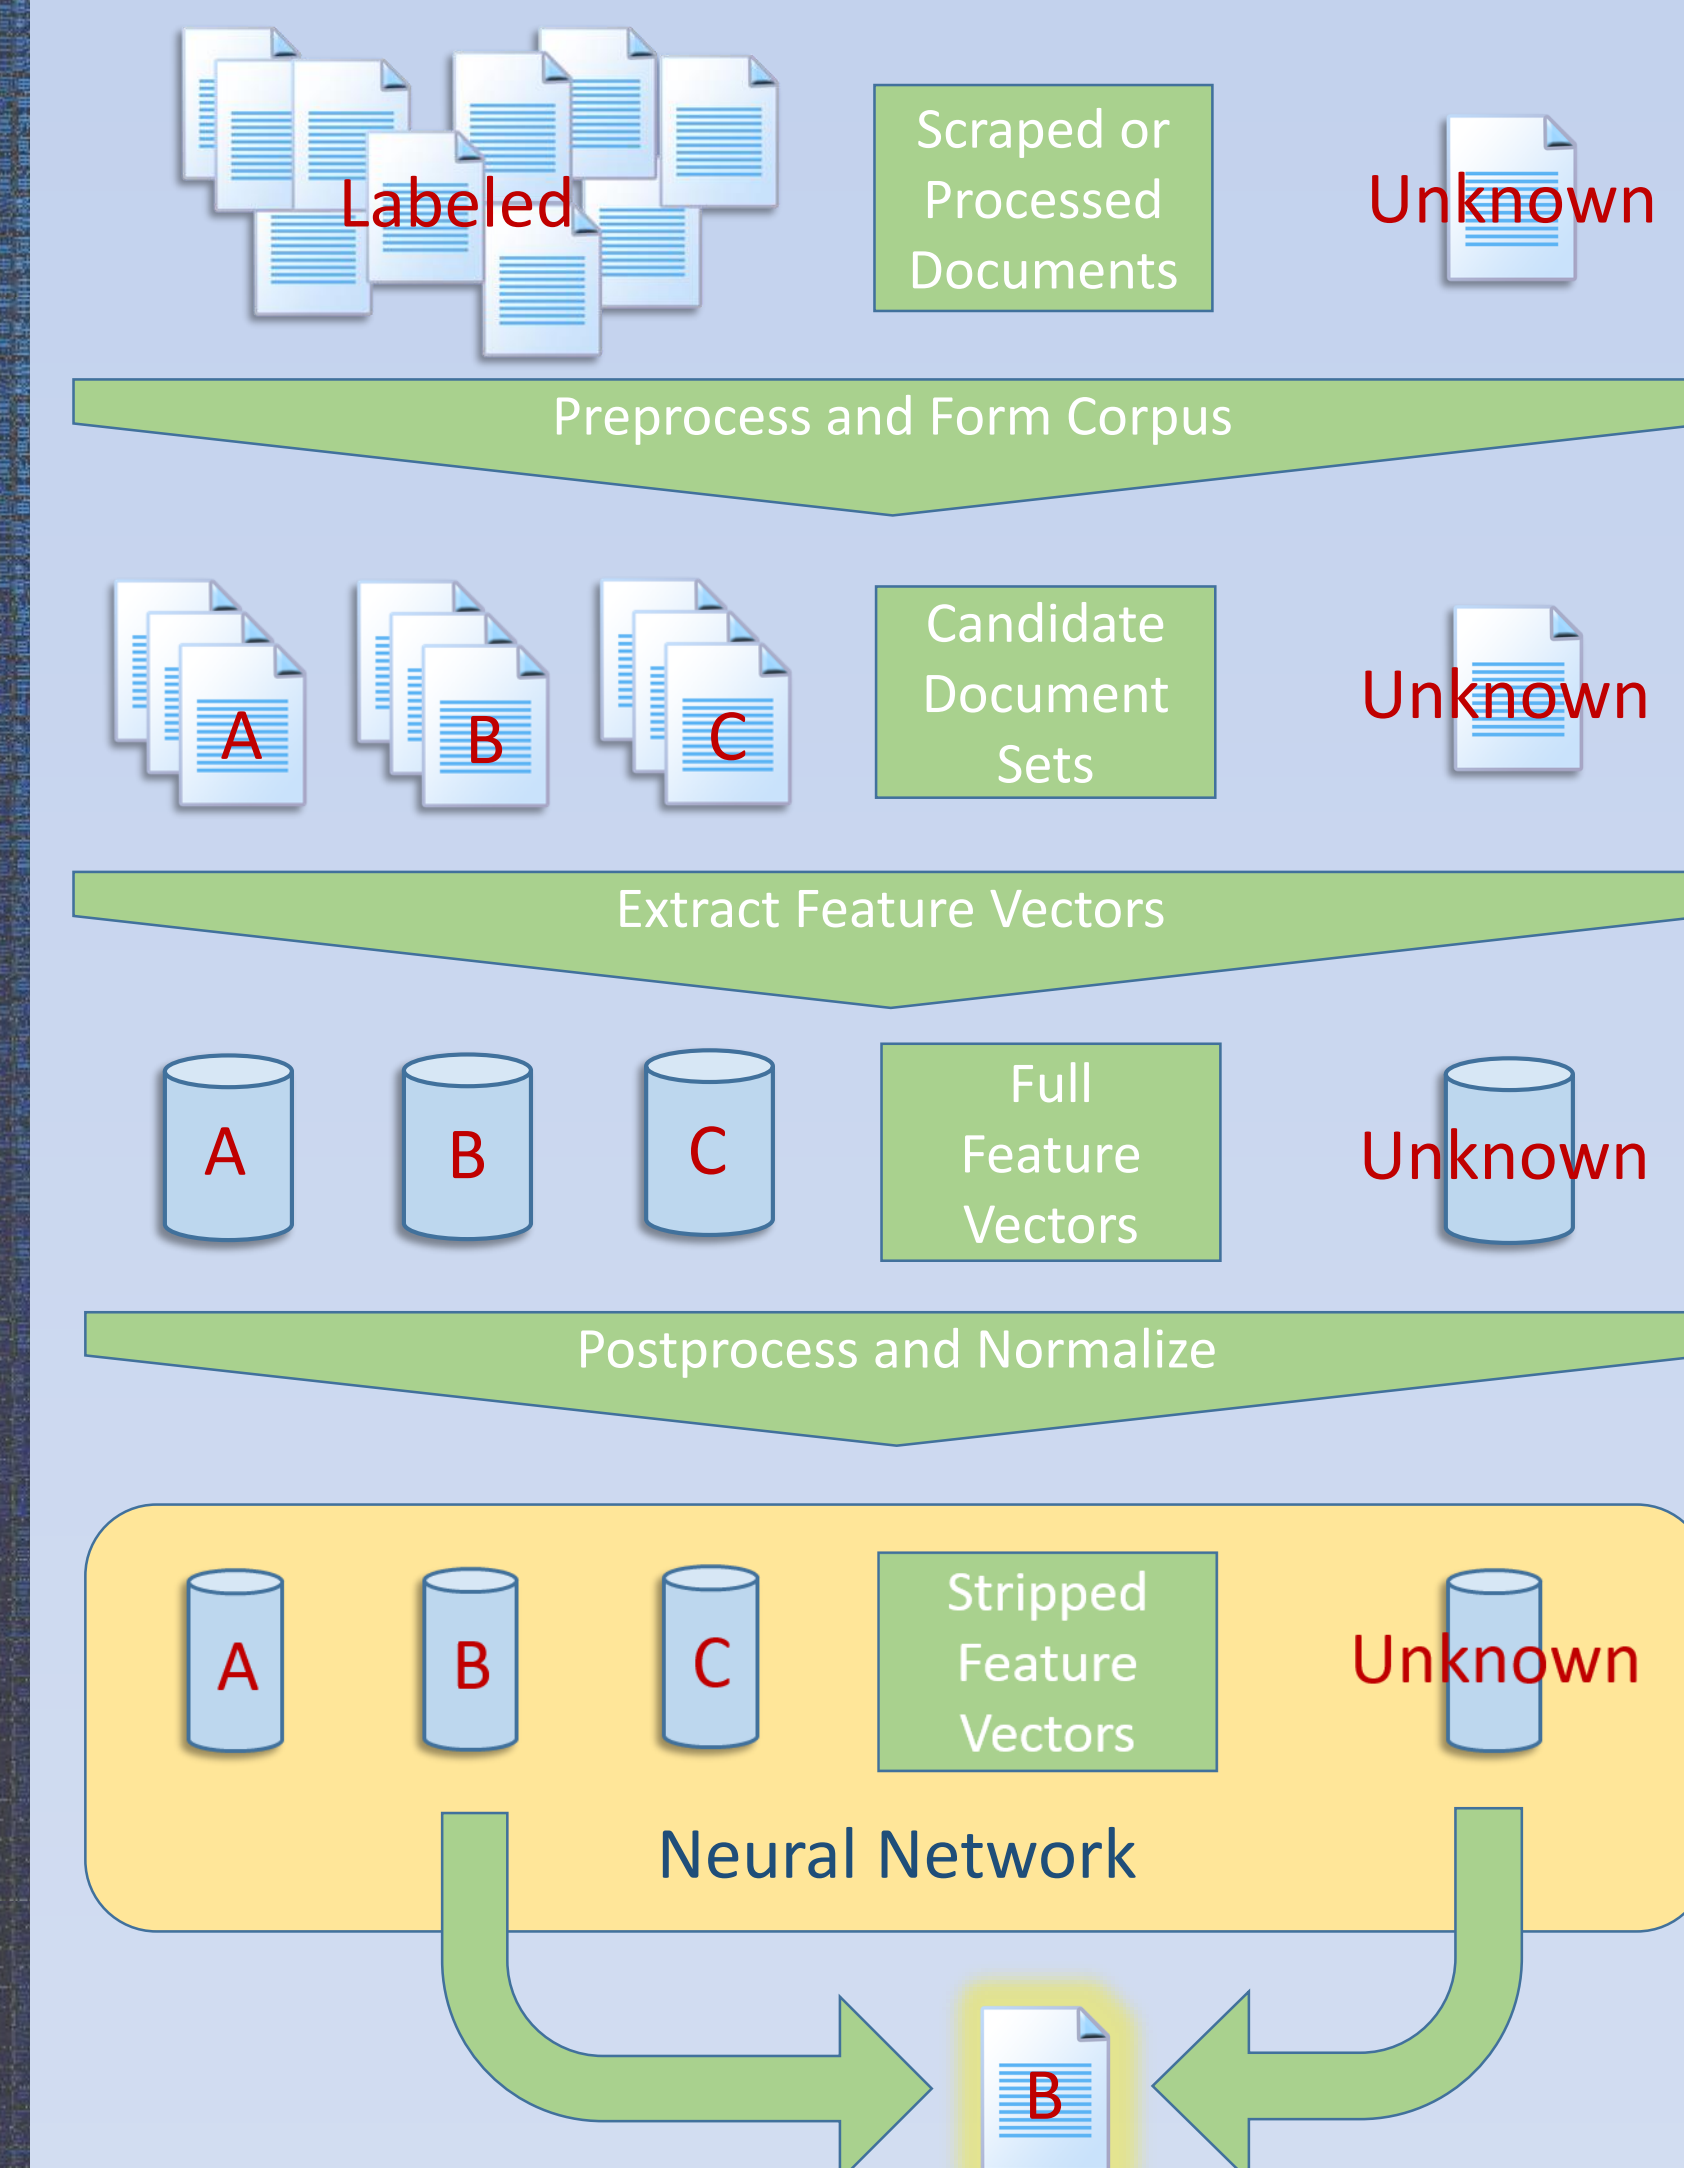 Scraped or
Processed
Documents
Labeled
Unknown
Preprocess and Form Corpus
Candidate
Document
Sets
A
B
C
Unknown
Extract Feature Vectors
Full
Feature
Vectors
A
B
C
Unknown
Postprocess and Normalize
Stripped
Feature
Vectors
A
B
C
Unknown
Neural Network
B